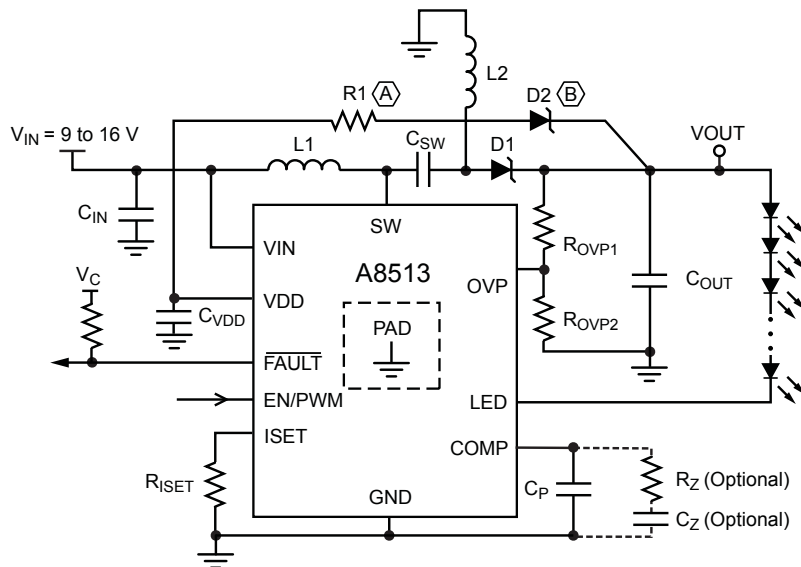 L2
R1 A
D2 B
V_IN = 9 to 16 V
VOUT
L1
C_SW
D1
C_IN
SW
VIN
A8513
R_OVP1
V_C
OVP
C_OUT
VDD
C_VDD
PAD
R_OVP2
FAULT
EN/PWM
LED
ISET
COMP
R_ISET
R_Z (Optional)
GND
C_P
C_Z (Optional)